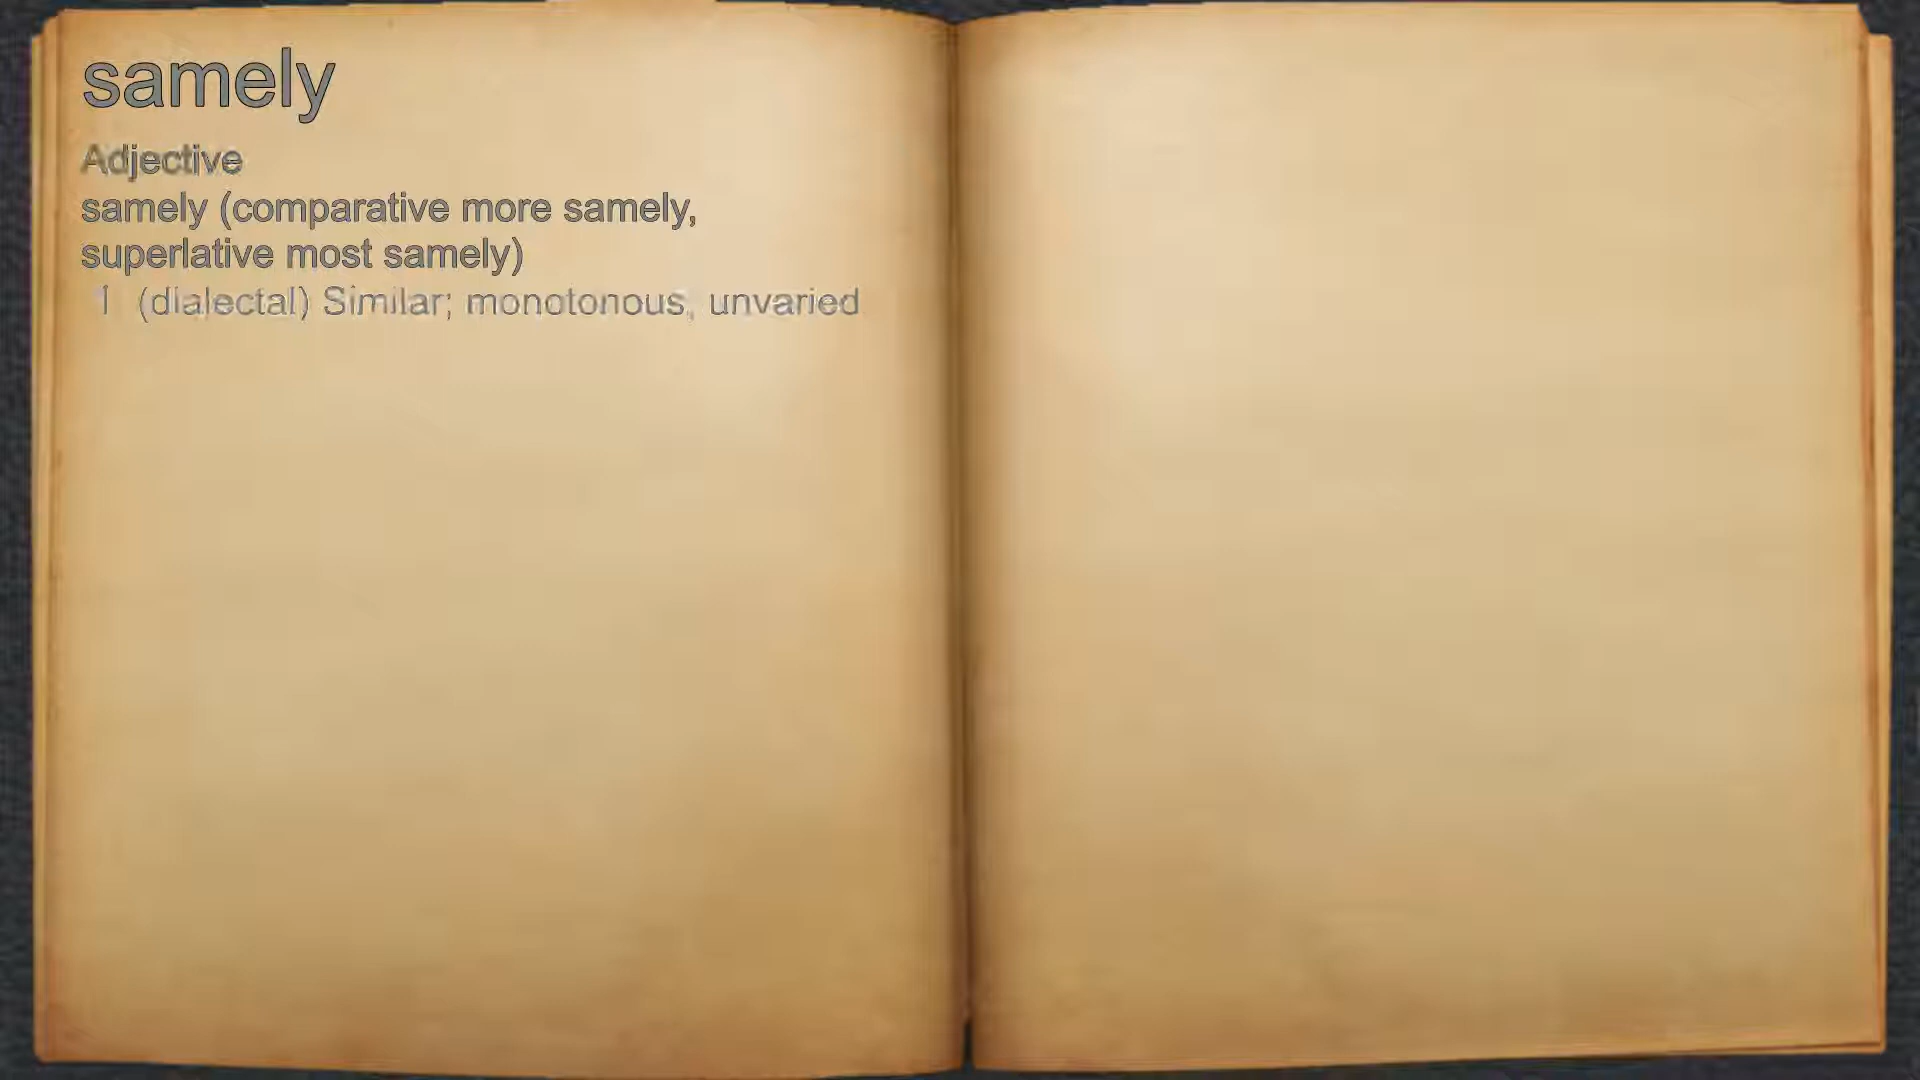 samely
Adjective
samely (comparative more samely,
superlative most samely)
1 (dialectal) Similar; monotonous, unvaried